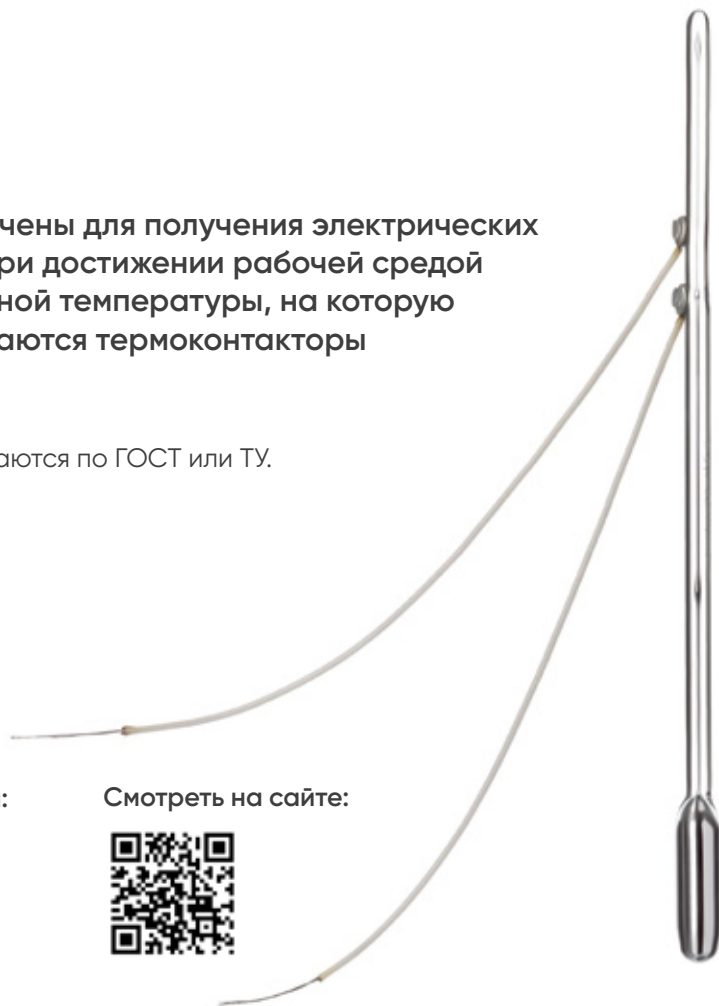 чены для получения электрических
ри достижении рабочей средой
ной температуры, на которую
аются термоконтакторы
аются по ГОСТ или ТУ.
: Смотреть на сайте: